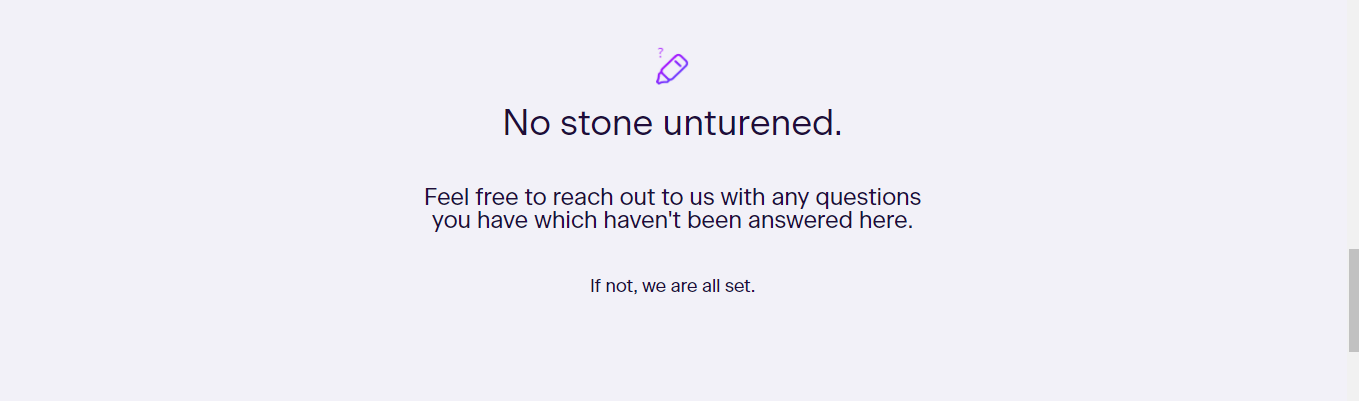 ?
No stone unturened.
Feel free to reach out to us with any questions
you have which haven't been answered here.
If not, we are all set.